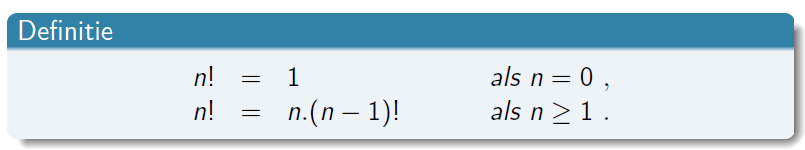 Definitie
n! = 1 als n = 0 ,
n! = n.(n − 1)! als n ≥ 1 .